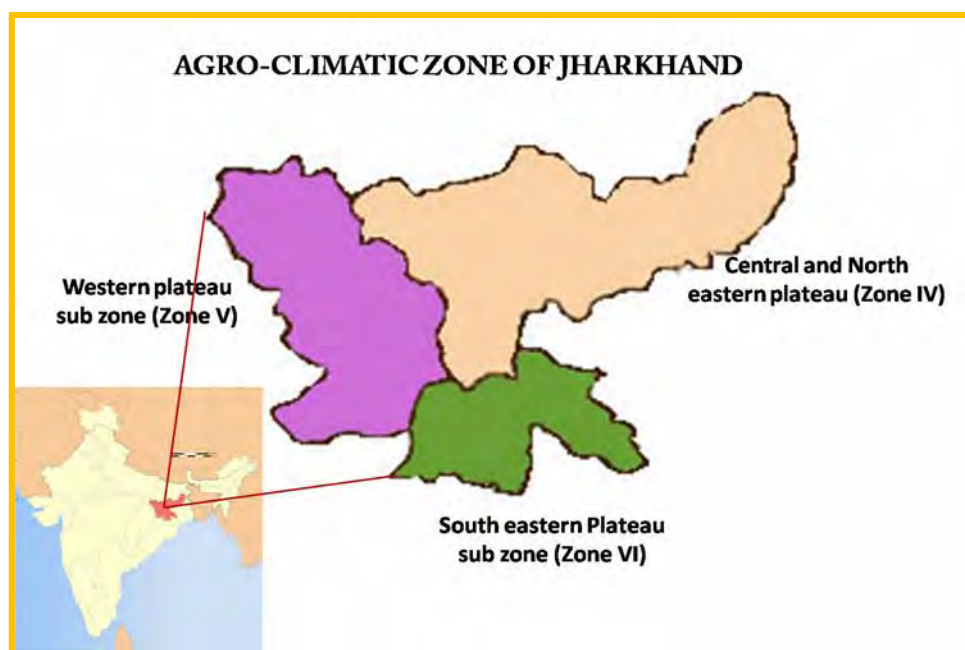 AGRO-CLIMATIC ZONE OF JHARKHAND
Western plateau
sub zone (Zone V)
Central and North
eastern plateau (Zone IV)
South eastern Plateau
sub zone (Zone VI)